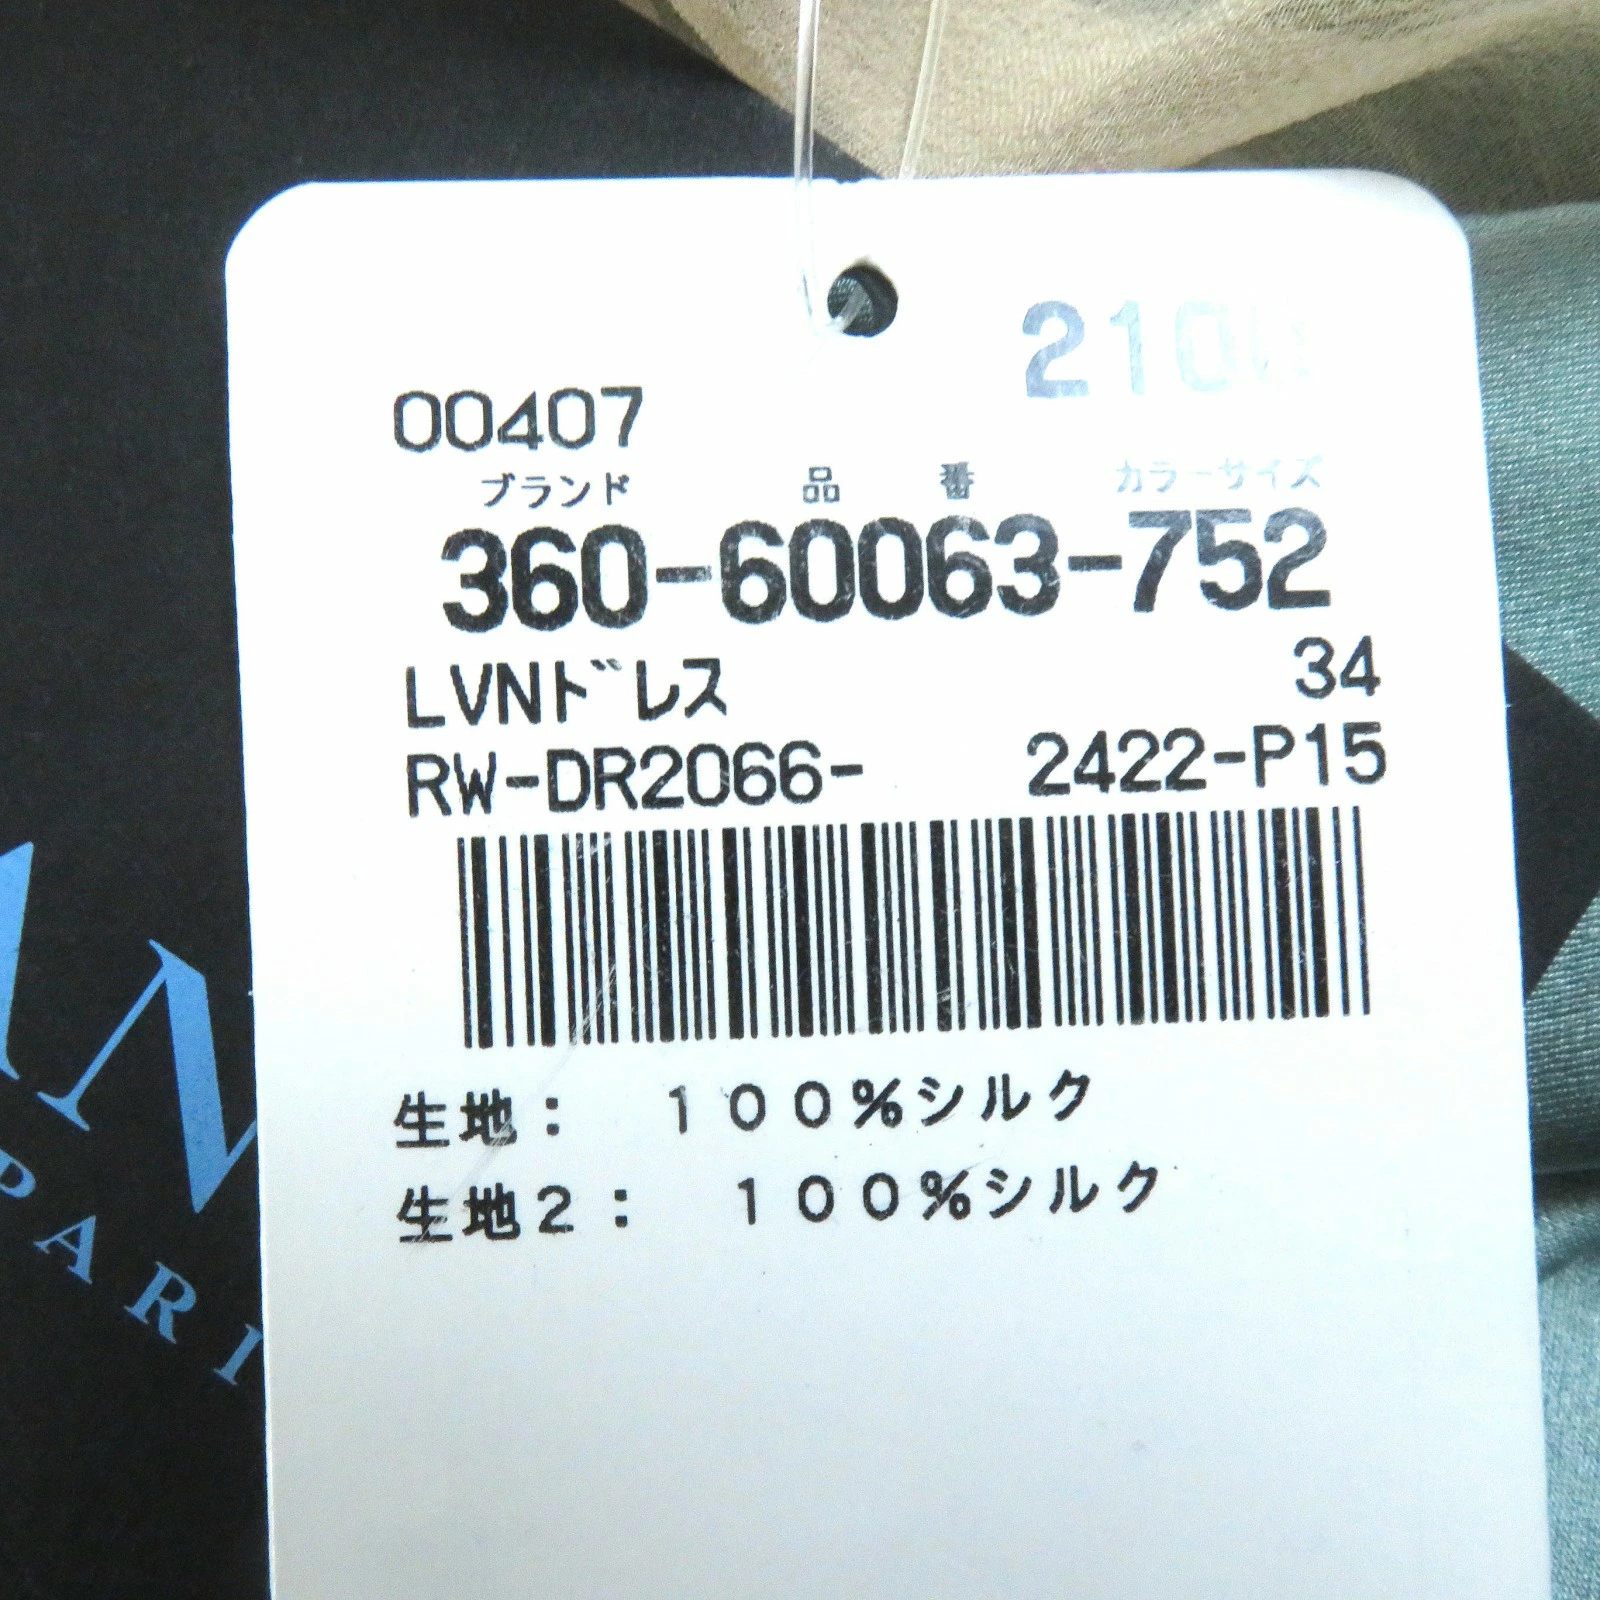 00407
ブランド 品番 カラーサイズ
360-60063-752
LVNドレス 34
RW-DR2066- 2422-P15
生地： 100%シルク
生地2： 100%シルク
PARI